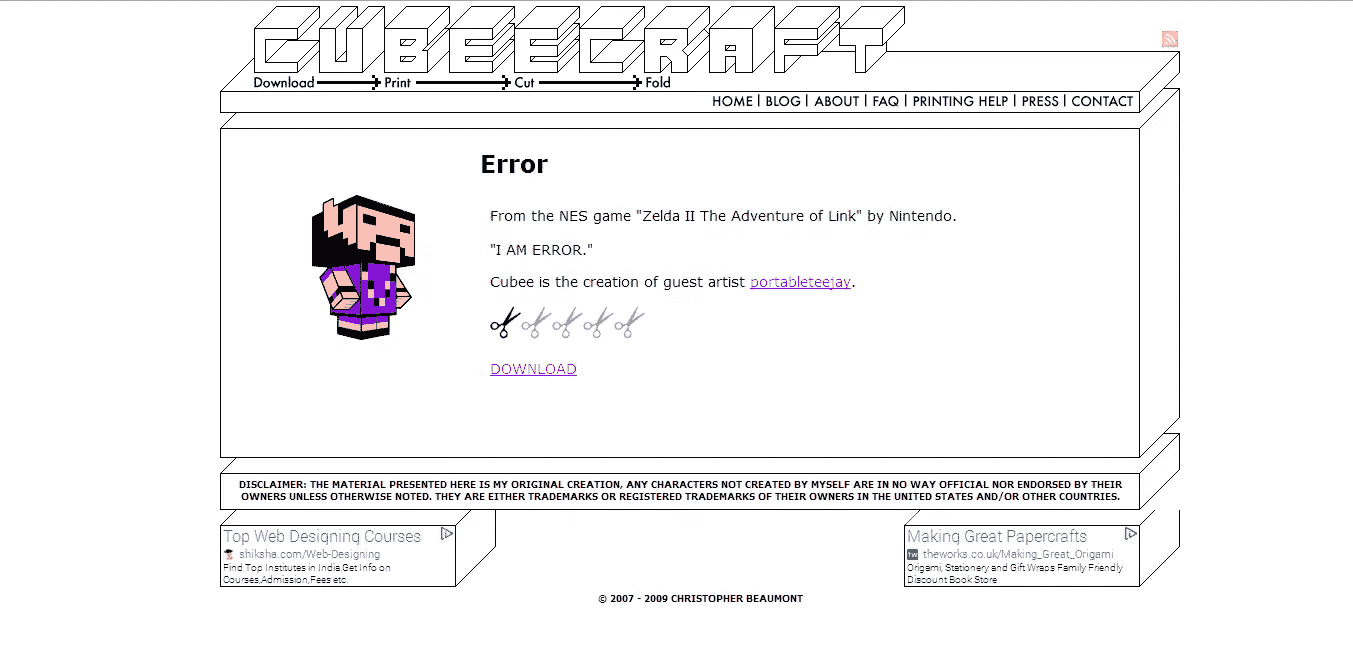 CUBEECRAFT
Download Print Cut Fold
HOME | BLOG | ABOUT | FAQ | PRINTING HELP | PRESS | CONTACT
Error
From the NES game "Zelda II The Adventure of Link" by Nintendo.
"I AM ERROR."
Cubee is the creation of guest artist portableteejay.
DOWNLOAD
DISCLAIMER: THE MATERIAL PRESENTED HERE IS MY ORIGINAL CREATION, ANY CHARACTERS NOT CREATED BY MYSELF ARE IN NO WAY OFFICIAL NOR ENDORSED BY THEIR
OWNERS UNLESS OTHERWISE NOTED. THEY ARE EITHER TRADEMARKS OR REGISTERED TRADEMARKS OF THEIR OWNERS IN THE UNITED STATES AND/OR OTHER COUNTRIES.
Top Web Designing Courses
shiksha.com/Web-Designing
Find Top Institutes in India.Get Info on
Courses,Admission,Fees etc.
Making Great Papercrafts
tw theworks.co.uk/Making_Great_Origami
Origami, Stationery and Gift Wraps Family Friendly
Discount Book Store
© 2007 - 2009 CHRISTOPHER BEAUMONT